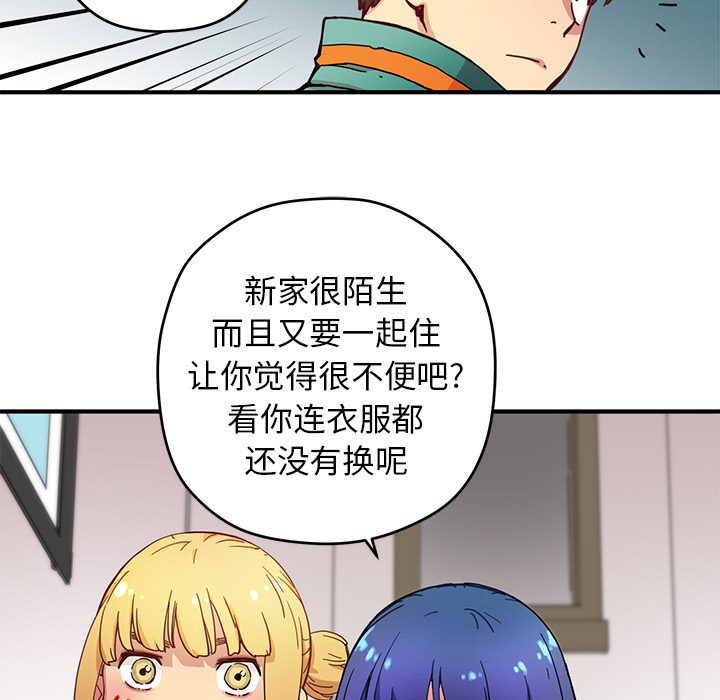 新家很陌生
而且又要一起住
让你觉得很不便吧?
看你连衣服都
还没有换呢